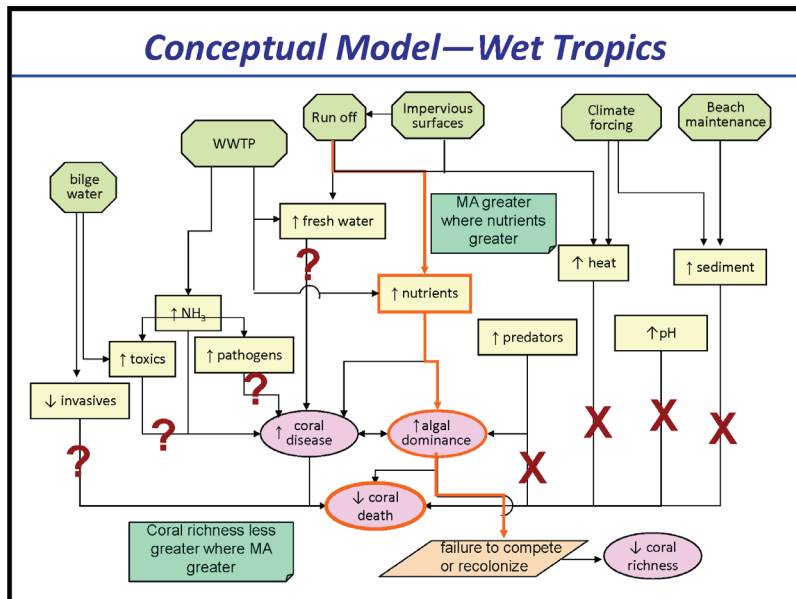 Conceptual Model—Wet Tropics
Run off
Impervious
surfaces
Climate
forcing
Beach
maintenance
WWTP
bilge
water
↑ fresh water
MA greater
where nutrients
greater
?
↑ heat
↑ sediment
↑ nutrients
↑ NH₃
↑ predators
↑pH
↑ toxics
↑ pathogens
?
↓ invasives
X
X
X
?
?
↑ coral
disease
↑ algal
dominance
X
↓ coral
death
Coral richness less
greater where MA
greater
failure to compete
or recolonize
↓ coral
richness